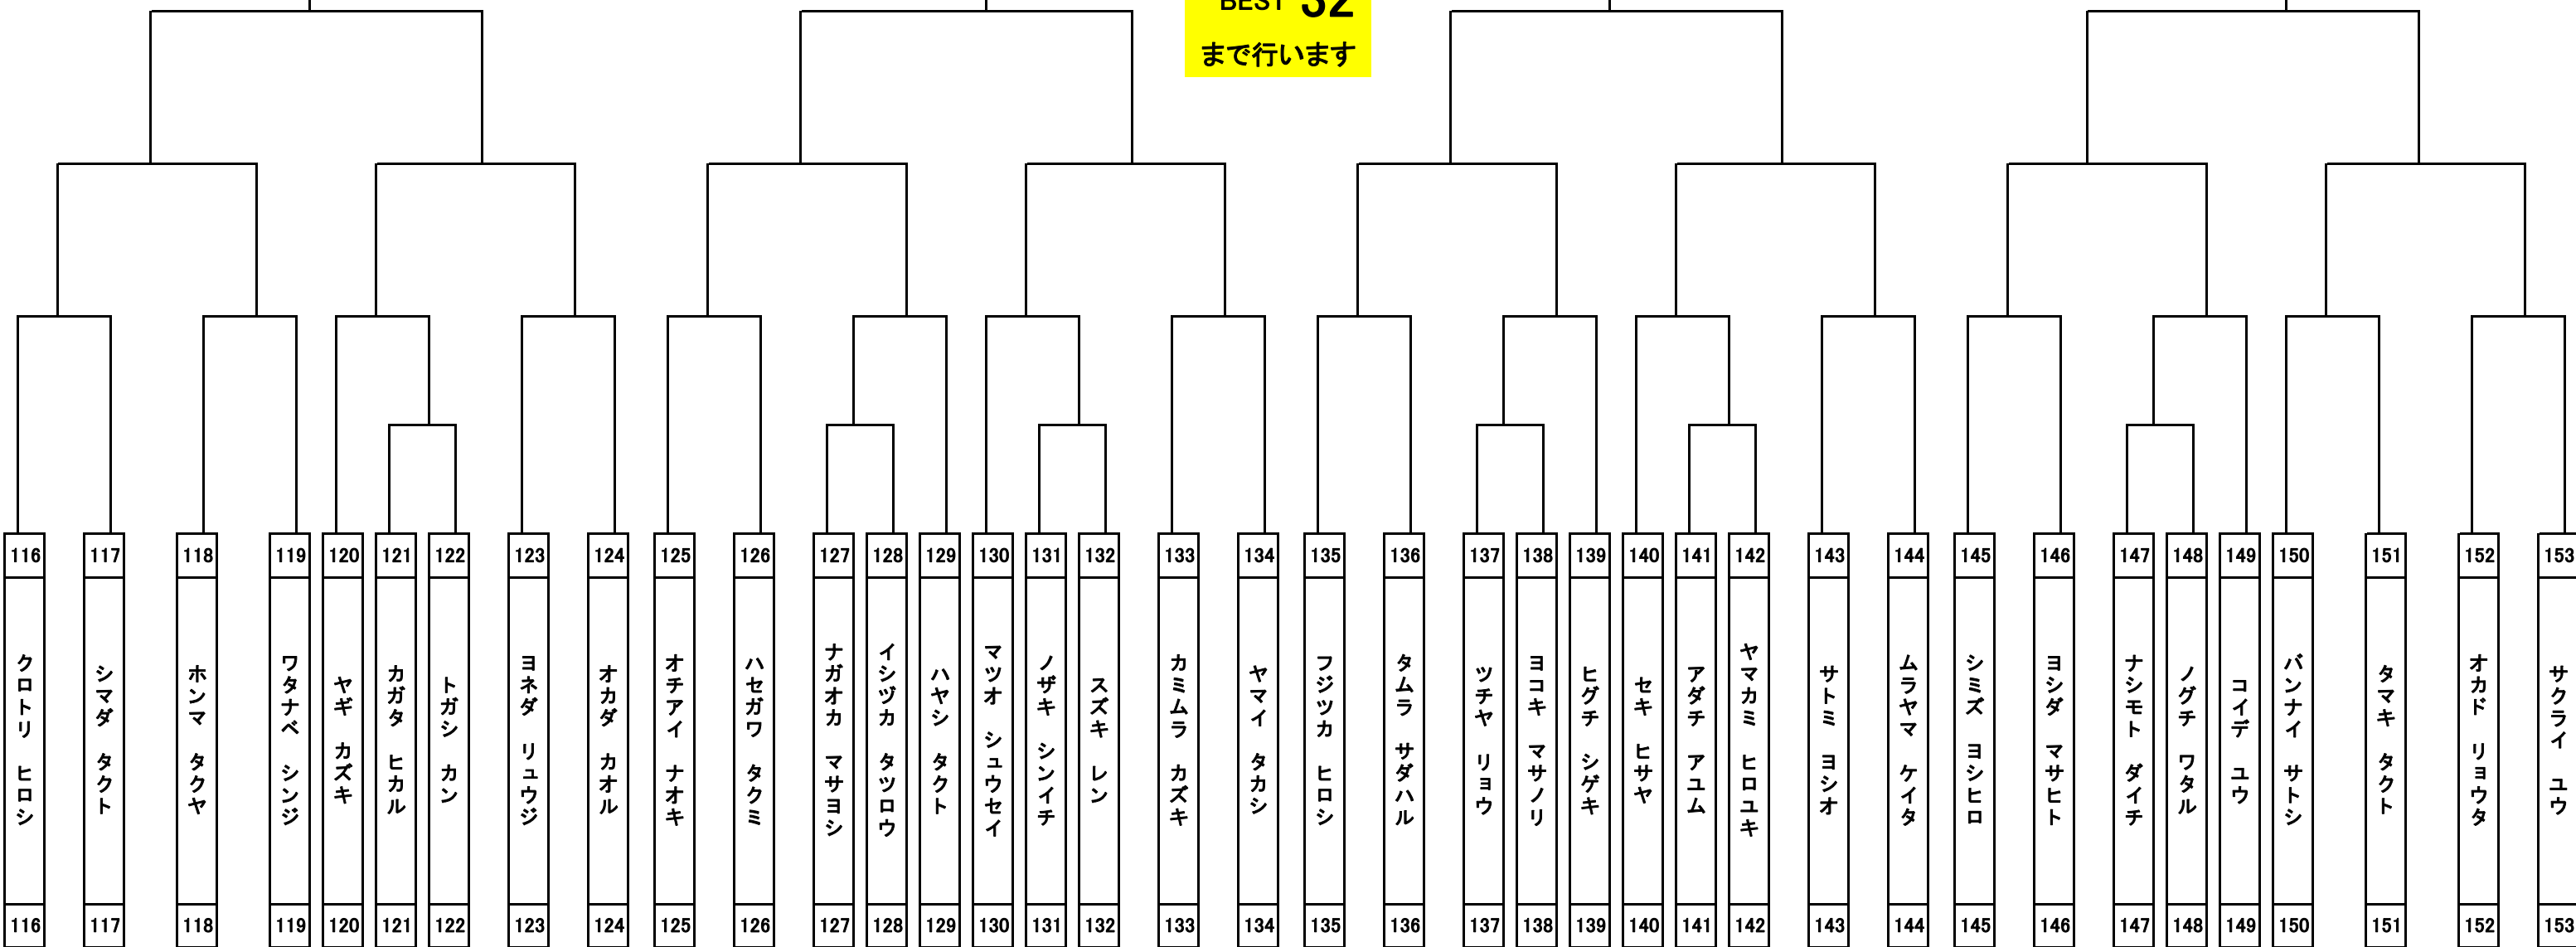 BEST 32
まで行います
116 117 118 119 120 121 122 123 124 125 126 127 128 129 130 131 132 133 134 135 136 137 138 139 140 141 142 143 144 145 146 147 148 149 150 151 152 153
クロトリ ヒロシ
シマダ タクト
ホンマ タクヤ
ワタナベ シンジ
ヤギ カズキ
カガタ ヒカル
トガシ カン
ヨネダ リュウジ
オカダ カオル
オチアイ ナオキ
ハセガワ タクミ
ナガオカ マサヨシ
イシヅカ タツロウ
ハヤシ タクト
マツオ シュウセイ
ノザキ シンイチ
スズキ レン
カミムラ カズキ
ヤマイ タカシ
フジツカ ヒロシ
タムラ サダハル
ツチヤ リョウ
ヨコキ マサノリ
ヒグチ シゲキ
セキ ヒサヤ
アダチ アユム
ヤマカミ ヒロユキ
サトミ ヨシオ
ムラヤマ ケイタ
シミズ ヨシヒロ
ヨシダ マサヒト
ナシモト ダイチ
ノグチ ワタル
コイデ ユウ
バンナイ サトシ
タマキ タクト
オカド リョウタ
サクライ ユウ
116 117 118 119 120 121 122 123 124 125 126 127 128 129 130 131 132 133 134 135 136 137 138 139 140 141 142 143 144 145 146 147 148 149 150 151 152 153